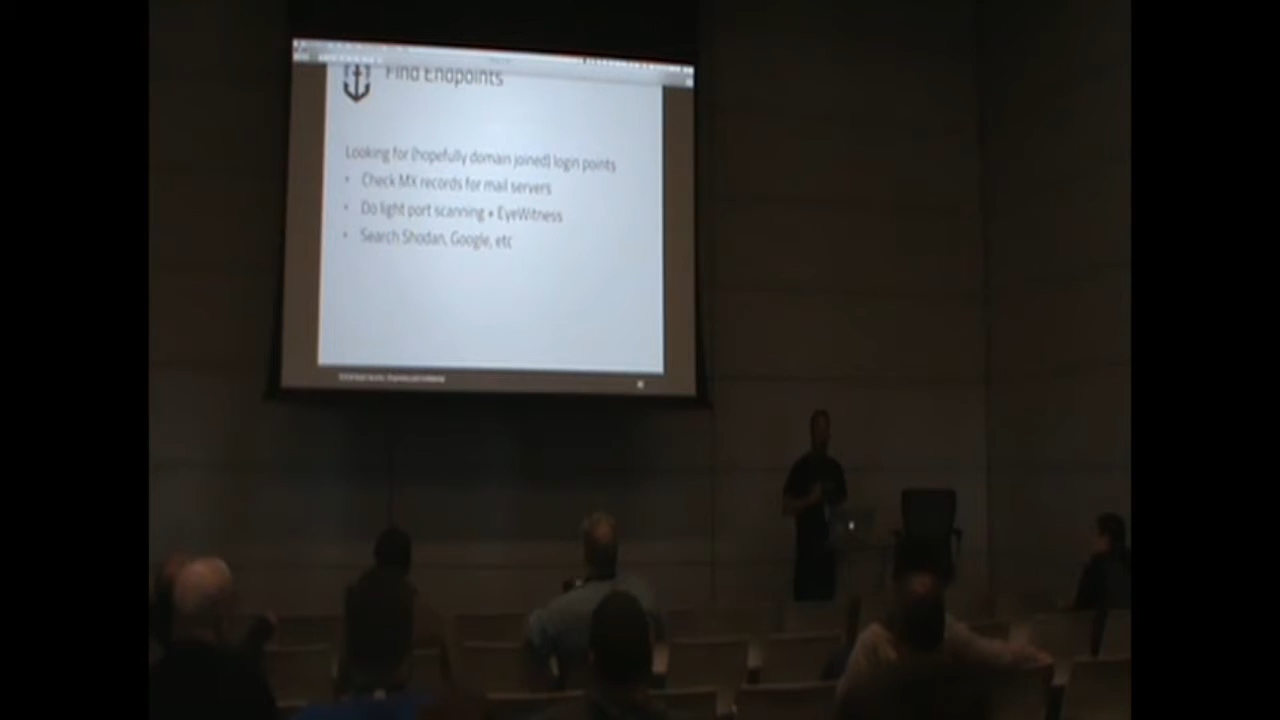 Find Endpoints
Looking for (hopefully domain joined) login points
• Check MX records for mail servers
• Do light port scanning + EyeWitness
• Search Shodan, Google, etc